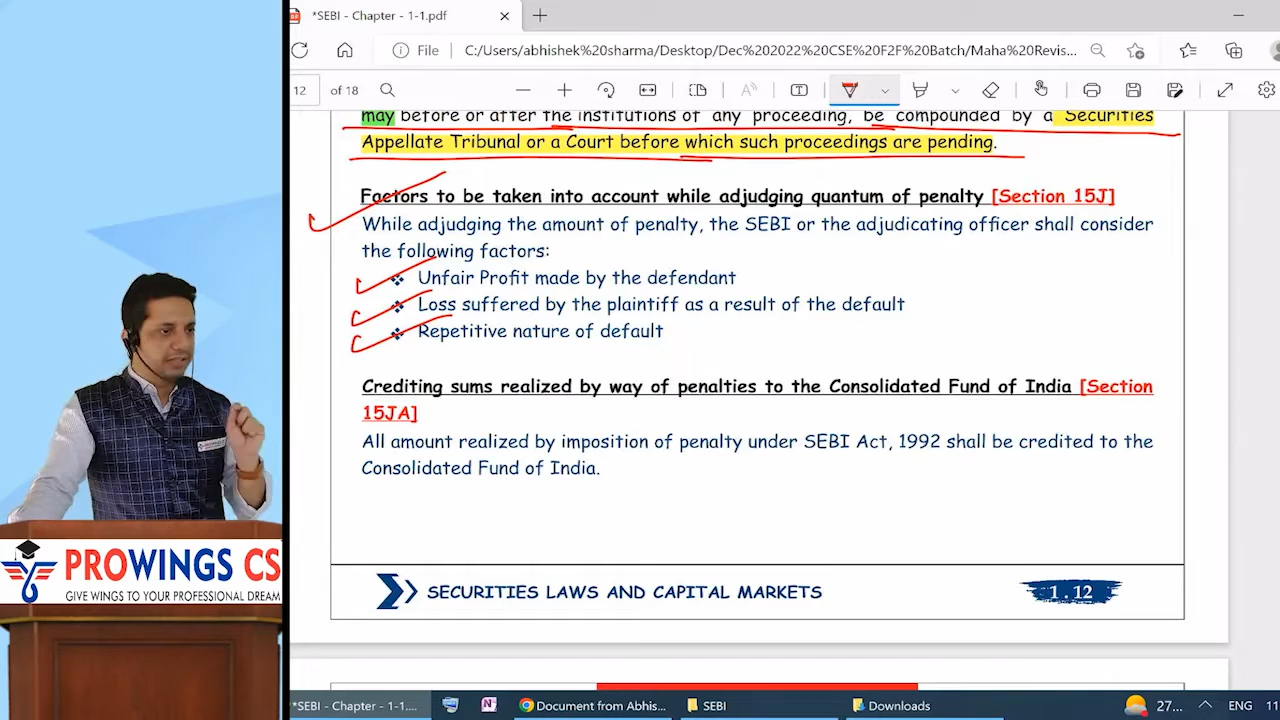 *SEBI - Chapter - 1-1.pdf
File
C:/Users/abhishek%20sharma/Desktop/Dec%202022%20CSE%20F2F%20Batch/Maha%20Revis...
12 of 18
may before or after the institutions of any proceeding, be compounded by a Securities
Appellate Tribunal or a Court before which such proceedings are pending.
Factors to be taken into account while adjudging quantum of penalty [Section 15J]
While adjudging the amount of penalty, the SEBI or the adjudicating officer shall consider
the following factors:
Unfair Profit made by the defendant
Loss suffered by the plaintiff as a result of the default
Repetitive nature of default
Crediting sums realized by way of penalties to the Consolidated Fund of India [Section
15JA]
All amount realized by imposition of penalty under SEBI Act, 1992 shall be credited to the
Consolidated Fund of India.
SECURITIES LAWS AND CAPITAL MARKETS
1 . 12
PROWINGS CS
GIVE WINGS TO YOUR PROFESSIONAL DREAM
*SEBI - Chapter - 1-1....
Document from Abhis...
SEBI
Downloads
27...
ENG
11